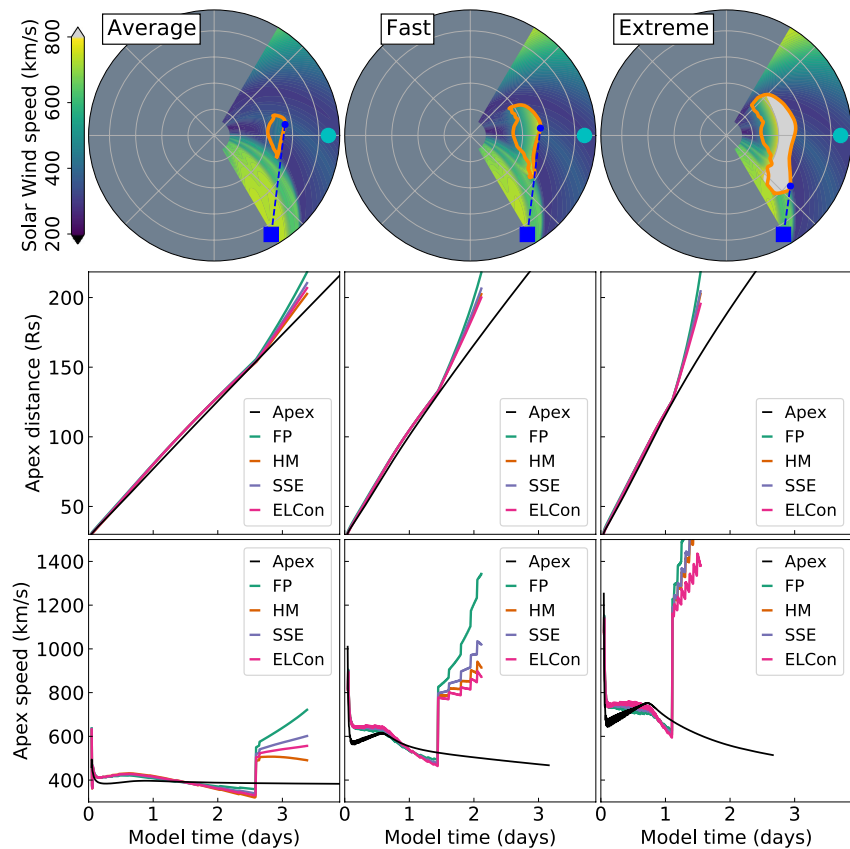 Average
Fast
Extreme
Solar Wind speed (km/s)
800
600
400
200
Apex distance (Rs)
200
150
100
50
Apex
FP
HM
SSE
ELCon
Apex
FP
HM
SSE
ELCon
Apex
FP
HM
SSE
ELCon
Apex speed (km/s)
1400
1200
1000
800
600
400
Apex
FP
HM
SSE
ELCon
Apex
FP
HM
SSE
ELCon
Apex
FP
HM
SSE
ELCon
0 1 2 3
0 1 2 3
0 1 2 3
Model time (days)
Model time (days)
Model time (days)